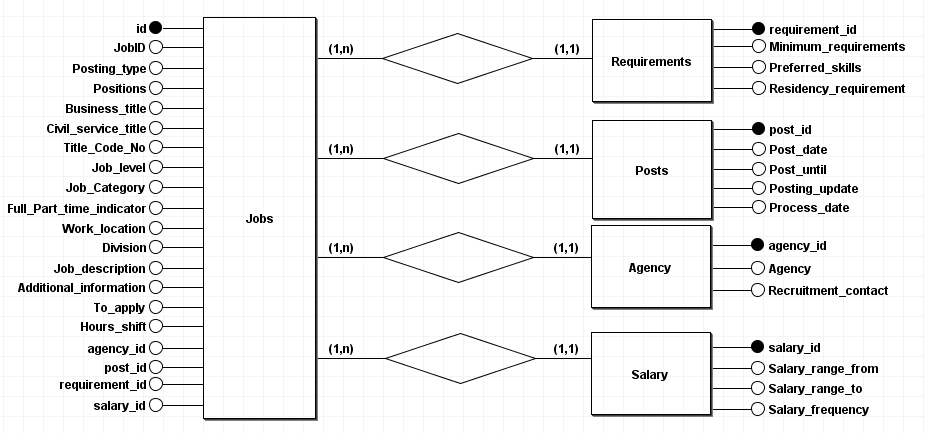 id
JobID
Posting_type
Positions
Business_title
Civil_service_title
Title_Code_No
Job_level
Job_Category
Full_Part_time_indicator
Work_location
Division
Job_description
Additional_information
To_apply
Hours_shift
agency_id
post_id
requirement_id
salary_id
Jobs
(1,n)
(1,1)
Requirements
requirement_id
Minimum_requirements
Preferred_skills
Residency_requirement
(1,n)
(1,1)
Posts
post_id
Post_date
Post_until
Posting_update
Process_date
(1,n)
(1,1)
Agency
agency_id
Agency
Recruitment_contact
(1,n)
(1,1)
Salary
salary_id
Salary_range_from
Salary_range_to
Salary_frequency